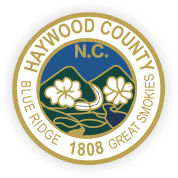 HAYWOOD COUNTY
N.C.
BLUE RIDGE
1808
GREAT SMOKIES